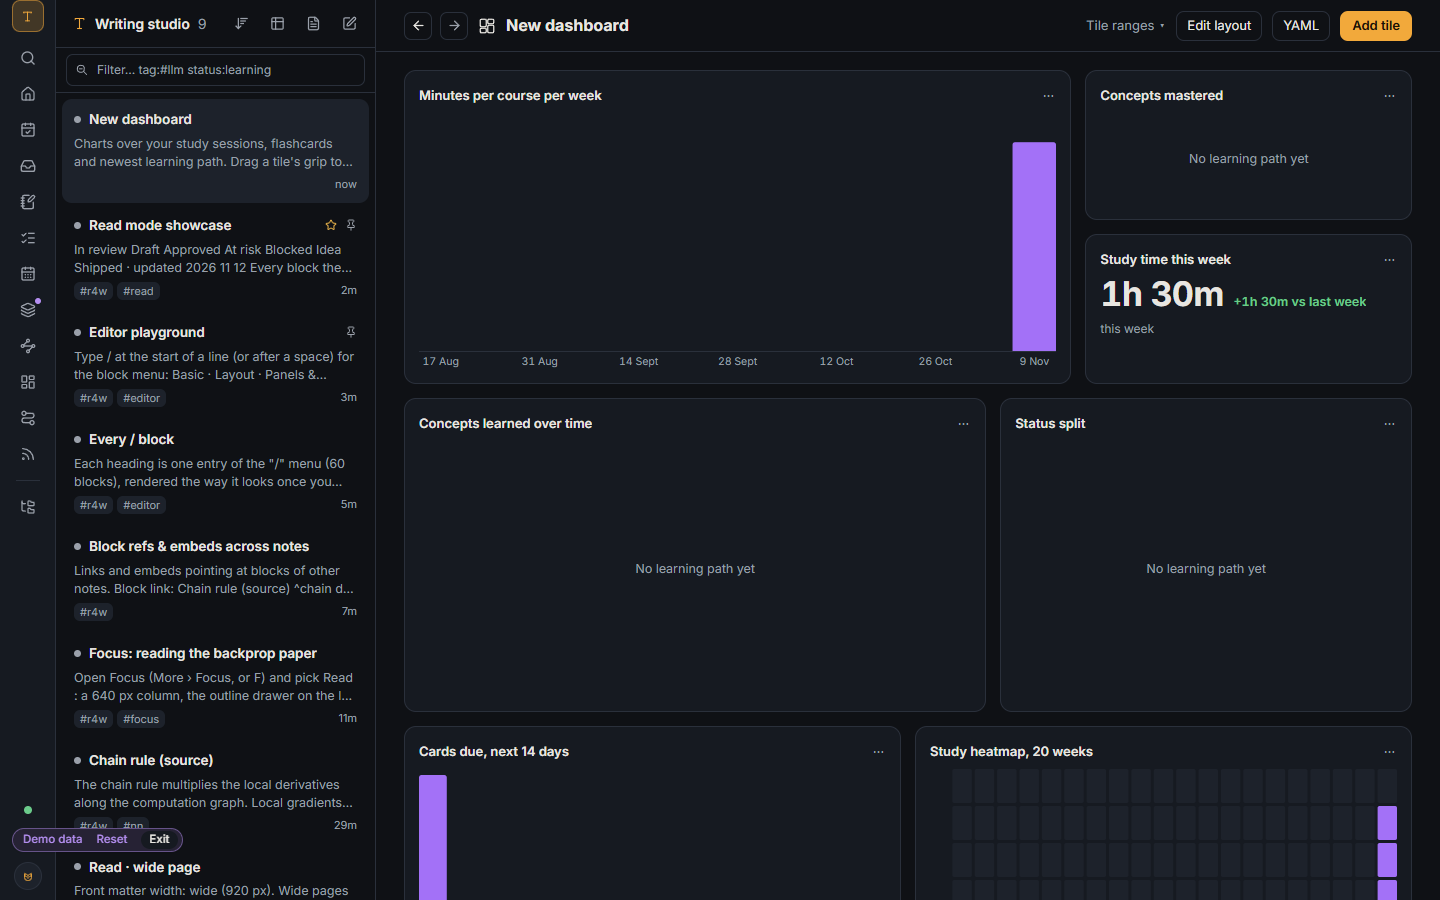 T
T Writing studio 9
Filter... tag:#llm status:learning
New dashboard
Charts over your study sessions, flashcards
and newest learning path. Drag a tile's grip to...
now
Read mode showcase
In review Draft Approved At risk Blocked Idea
Shipped · updated 2026 11 12 Every block the...
#r4w #read 2m
Editor playground
Type / at the start of a line (or after a space) for
the block menu: Basic · Layout · Panels &...
#r4w #editor 3m
Every / block
Each heading is one entry of the "/" menu (60
blocks), rendered the way it looks once you...
#r4w #editor 5m
Block refs & embeds across notes
Links and embeds pointing at blocks of other
notes. Block link: Chain rule (source) ^chain d...
#r4w 7m
Focus: reading the backprop paper
Open Focus (More › Focus, or F) and pick Read
: a 640 px column, the outline drawer on the l...
#r4w #focus 11m
Chain rule (source)
The chain rule multiplies the local derivatives
along the computation graph. Local gradients...
#r4w #nn 29m
Demo data Reset Exit
Read · wide page
Front matter width: wide (920 px). Wide pages
New dashboard
Tile ranges Edit layout YAML Add tile
Minutes per course per week ...
17 Aug 31 Aug 14 Sept 28 Sept 12 Oct 26 Oct 9 Nov
Concepts mastered ...
No learning path yet
Study time this week ...
1h 30m +1h 30m vs last week
this week
Concepts learned over time ...
No learning path yet
Status split ...
No learning path yet
Cards due, next 14 days ...
Study heatmap, 20 weeks ...